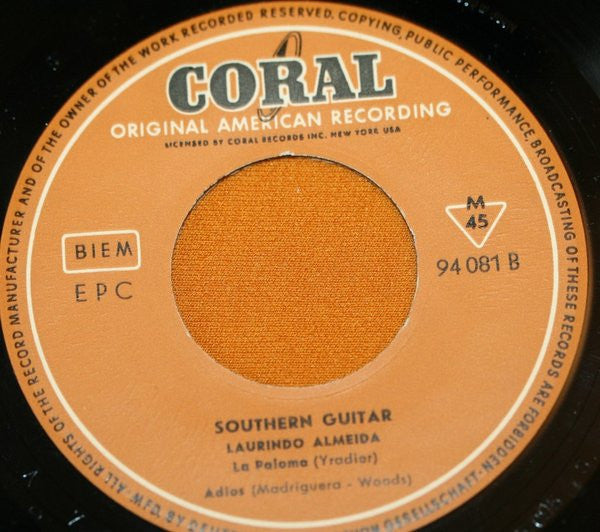 CORAL
ORIGINAL AMERICAN RECORDING
LICENSED BY CORAL RECORDS INC. NEW YORK USA
BIEM
EPC
M
45
94 081 B
SOUTHERN GUITAR
LAURINDO ALMEIDA
La Paloma (Yradier)
Adios (Madriguera - Woods)
ALL RIGHTS OF THE RECORD MANUFACTURER AND OF THE OWNER OF THE WORK RECORDED RESERVED. COPYING, PUBLIC PERFORMANCE, BROADCASTING OF THESE RECORDS ARE FORBIDDEN
GESELLSCHAFT